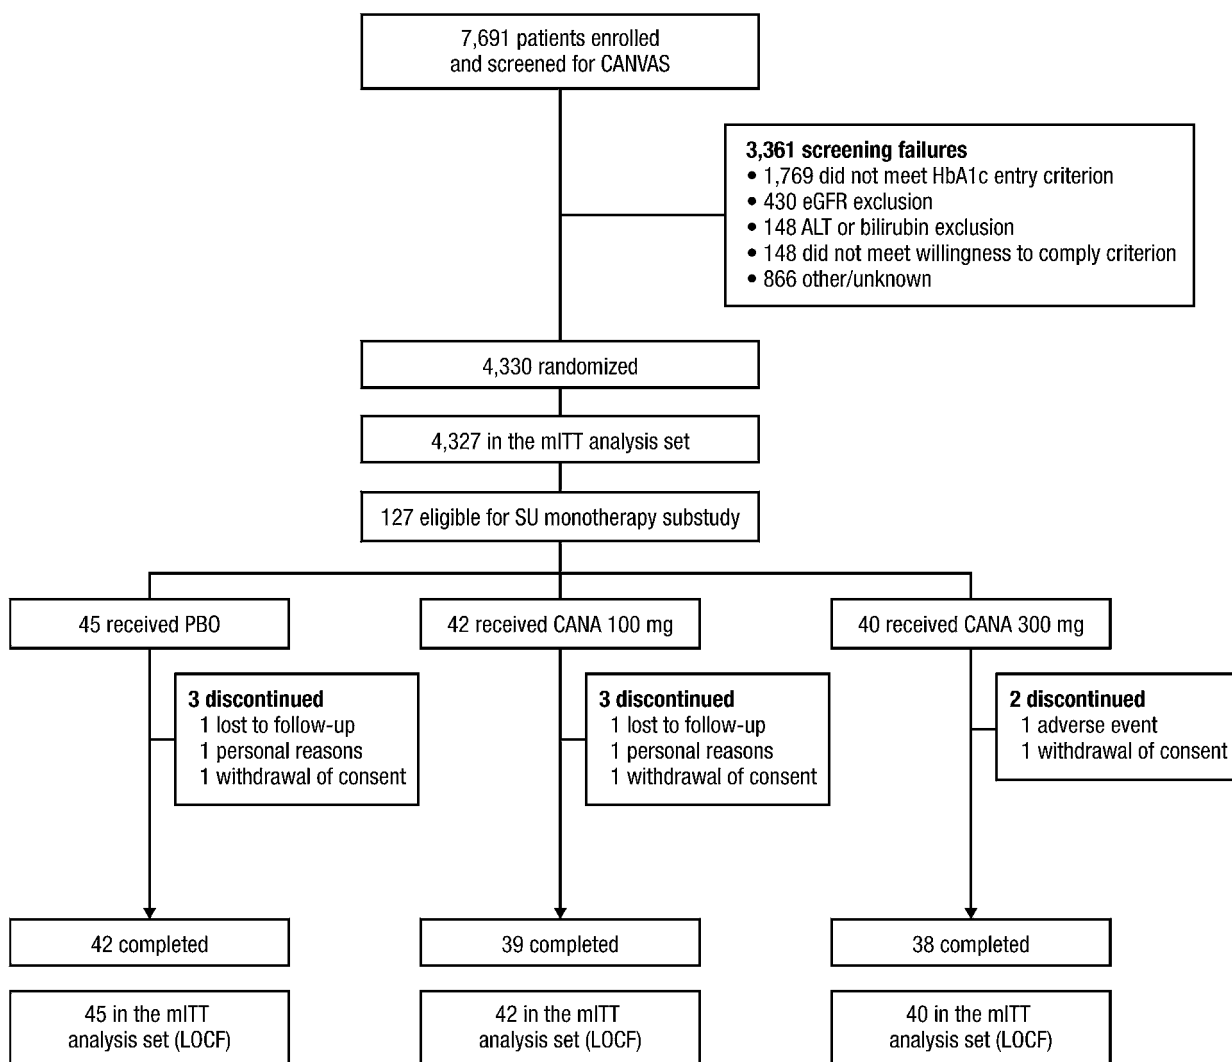 7,691 patients enrolled
and screened for CANVAS
3,361 screening failures
• 1,769 did not meet HbA1c entry criterion
• 430 eGFR exclusion
• 148 ALT or bilirubin exclusion
• 148 did not meet willingness to comply criterion
• 866 other/unknown
4,330 randomized
4,327 in the mITT analysis set
127 eligible for SU monotherapy substudy
45 received PBO
42 received CANA 100 mg
40 received CANA 300 mg
3 discontinued
1 lost to follow-up
1 personal reasons
1 withdrawal of consent
3 discontinued
1 lost to follow-up
1 personal reasons
1 withdrawal of consent
2 discontinued
1 adverse event
1 withdrawal of consent
42 completed
39 completed
38 completed
45 in the mITT
analysis set (LOCF)
42 in the mITT
analysis set (LOCF)
40 in the mITT
analysis set (LOCF)